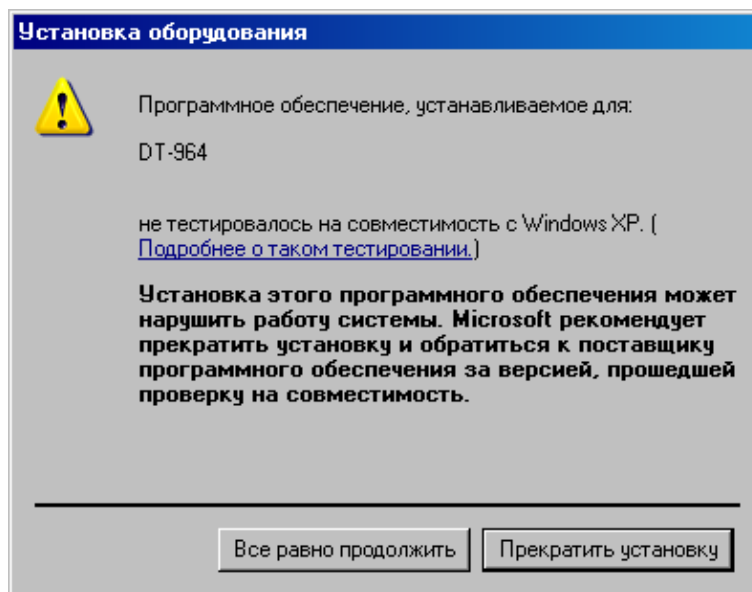 Установка оборудования
Программное обеспечение, устанавливаемое для:
DT-964
не тестировалось на совместимость с Windows XP. (
Подробнее о таком тестировании.)
Установка этого программного обеспечения может
нарушить работу системы. Microsoft рекомендует
прекратить установку и обратиться к поставщику
программного обеспечения за версией, прошедшей
проверку на совместимость.
Все равно продолжить
Прекратить установку